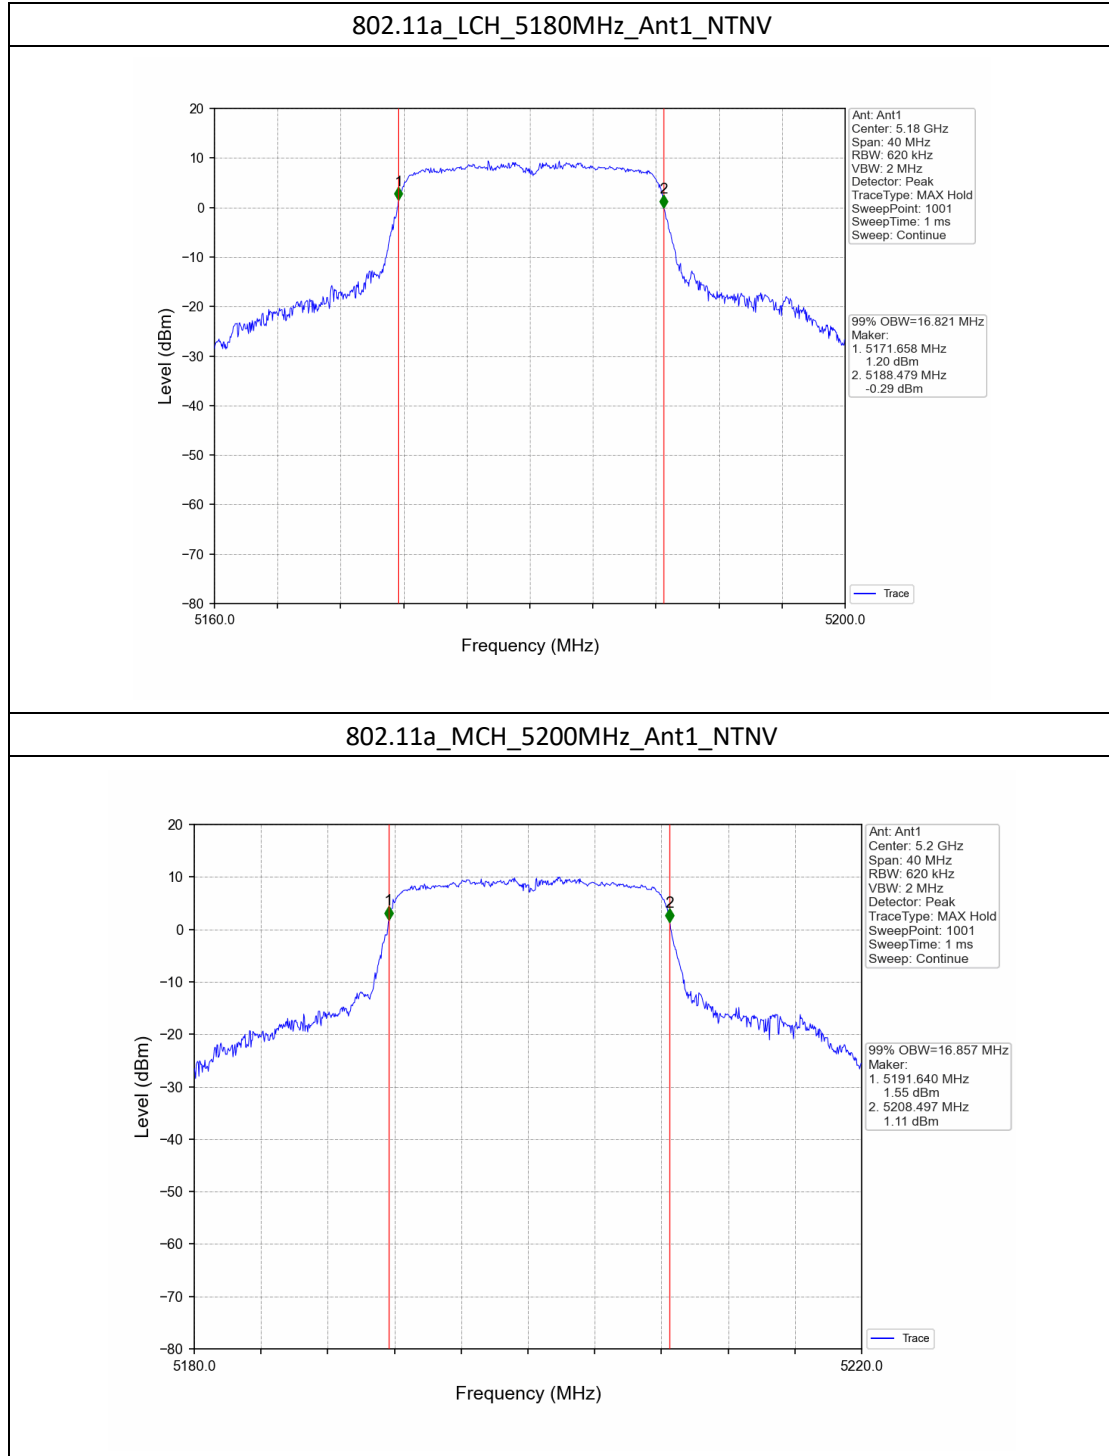 802.11a_LCH_5180MHz_Ant1_NTNV
20
10
0
−10
−20
−30
−40
−50
−60
−70
−80
Level (dBm)
1
2
5160.0
5200.0
Frequency (MHz)
Ant: Ant1
Center: 5.18 GHz
Span: 40 MHz
RBW: 620 kHz
VBW: 2 MHz
Detector: Peak
TraceType: MAX Hold
SweepPoint: 1001
SweepTime: 1 ms
Sweep: Continue
99% OBW=16.821 MHz
Maker:
1. 5171.658 MHz
1.20 dBm
2. 5188.479 MHz
-0.29 dBm
Trace
802.11a_MCH_5200MHz_Ant1_NTNV
20
10
0
−10
−20
−30
−40
−50
−60
−70
−80
Level (dBm)
1
2
5180.0
5220.0
Frequency (MHz)
Ant: Ant1
Center: 5.2 GHz
Span: 40 MHz
RBW: 620 kHz
VBW: 2 MHz
Detector: Peak
TraceType: MAX Hold
SweepPoint: 1001
SweepTime: 1 ms
Sweep: Continue
99% OBW=16.857 MHz
Maker:
1. 5191.640 MHz
1.55 dBm
2. 5208.497 MHz
1.11 dBm
Trace